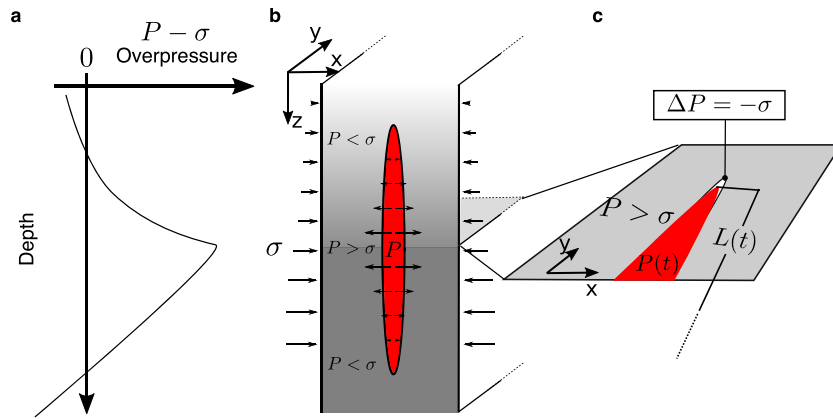 a
P − σ
0
Overpressure
Depth
b
y
x
z
P < σ
σ
P > σ
P
P < σ
c
ΔP = −σ
P > σ
L(t)
P(t)
y
x